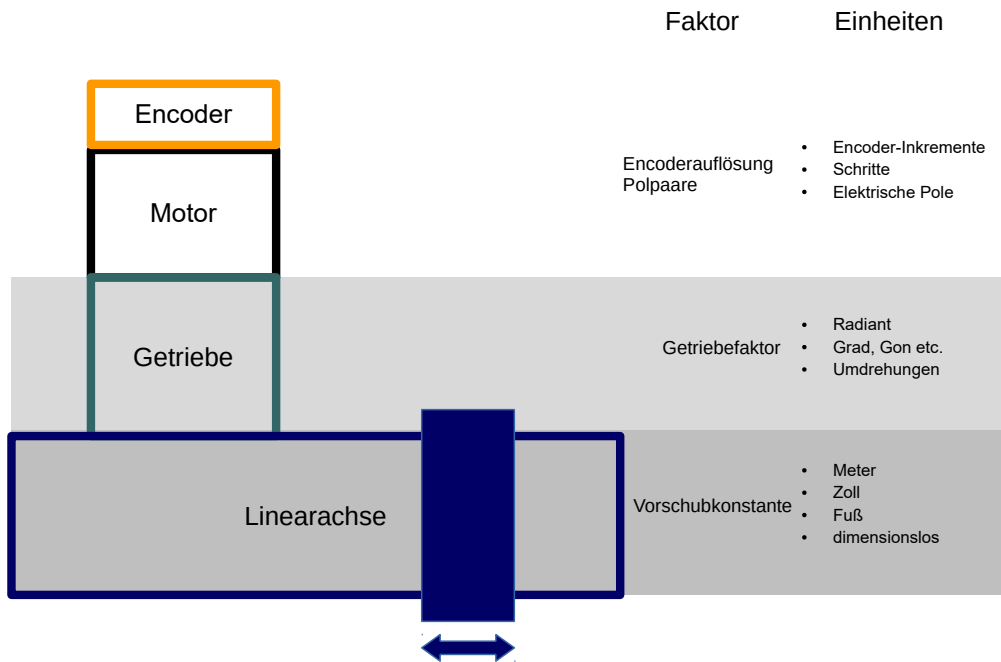 Faktor
Einheiten
Encoder
Encoderauflösung
Polpaare
• Encoder-Inkremente
• Schritte
• Elektrische Pole
Motor
Getriebe
Getriebefaktor
• Radiant
• Grad, Gon etc.
• Umdrehungen
Linearachse
Vorschubkonstante
• Meter
• Zoll
• Fuß
• dimensionslos